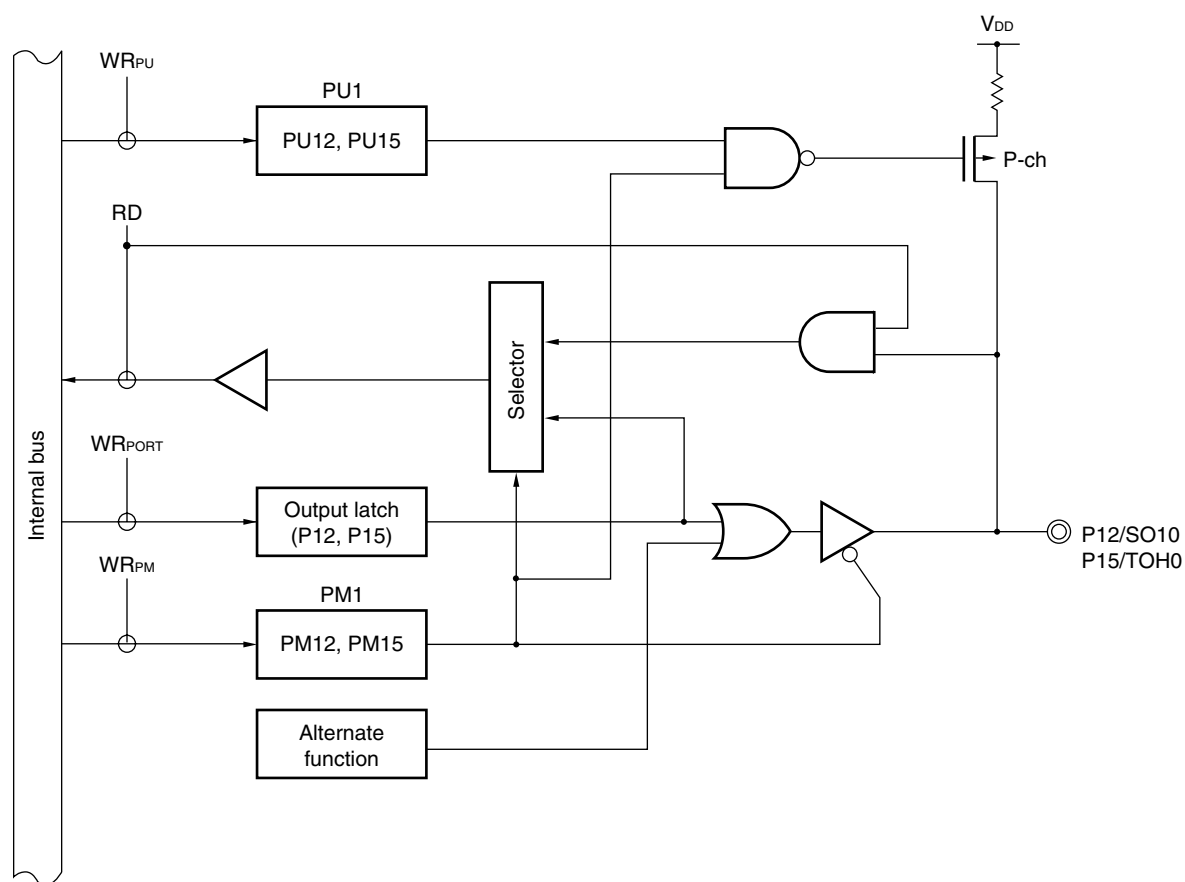 VDD
WRPU
PU1
PU12, PU15
P-ch
RD
Selector
Internal bus
WRPORT
Output latch
(P12, P15)
P12/SO10
P15/TOH0
WRPM
PM1
PM12, PM15
Alternate
function